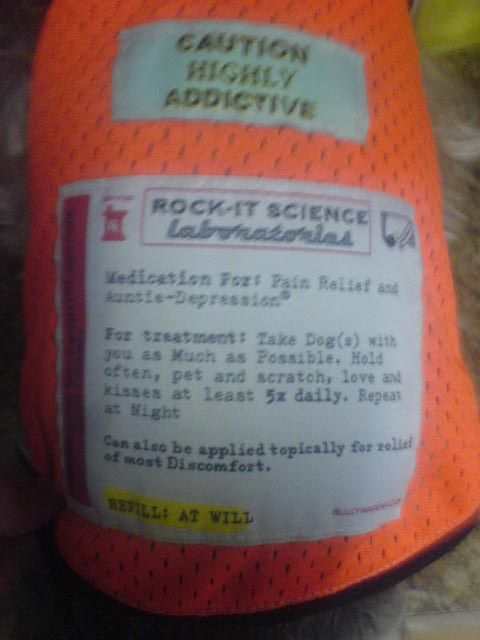 CAUTION
HIGHLY
ADDICTIVE
ROCK-IT SCIENCE
laboratories
Medication For: Pain Relief and
Auntie-Depression®
For treatment: Take Dog(s) with
you as Much as Possible. Hold
often, pet and scratch, love and
kisses at least 5x daily. Repeat
at Night
Can also be applied topically for relief
of most Discomfort.
REFILL: AT WILL